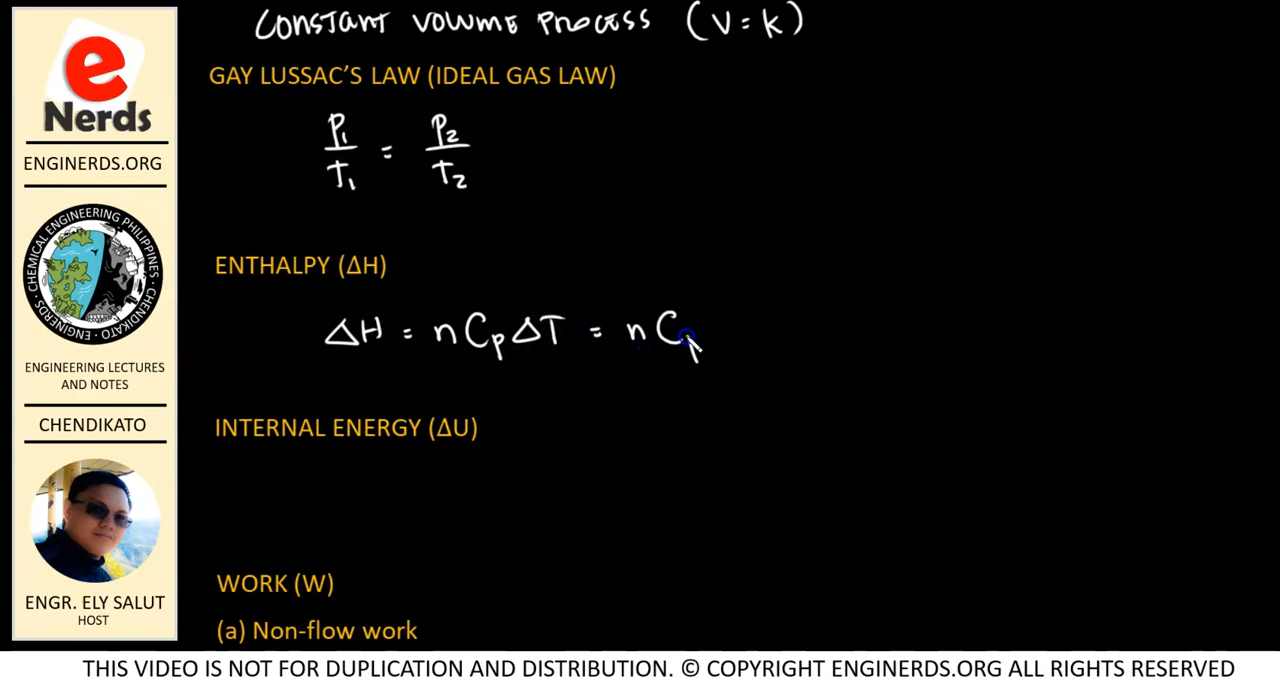 CONSTANT VOLUME PROCESS (V = K)
GAY LUSSAC'S LAW (IDEAL GAS LAW)
P1/T1 = P2/T2
ENTHALPY (ΔH)
ΔH = nCpΔT = nCp
INTERNAL ENERGY (ΔU)
WORK (W)
(a) Non-flow work
e
Nerds
ENGINERDS.ORG
CHEMICAL ENGINEERING PHILIPPINES · CHENDIKATO · ENGINERDS ·
ENGINEERING LECTURES
AND NOTES
CHENDIKATO
ENGR. ELY SALUT
HOST
THIS VIDEO IS NOT FOR DUPLICATION AND DISTRIBUTION. © COPYRIGHT ENGINERDS.ORG ALL RIGHTS RESERVED